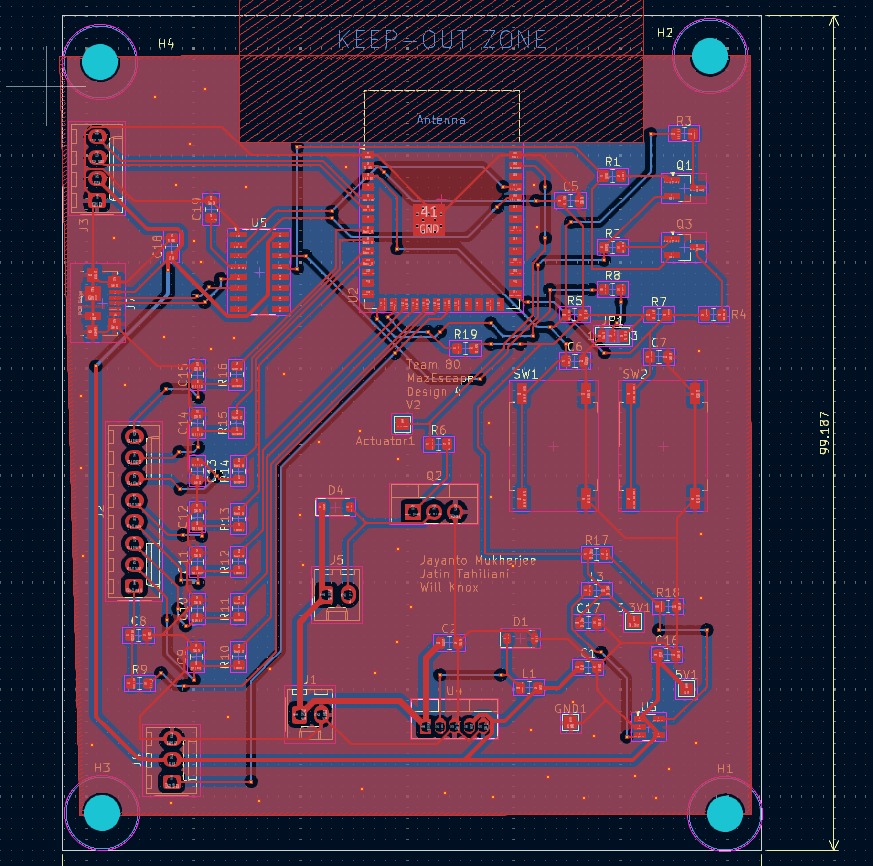 KEEP-OUT ZONE
H4
H2
Antenna
R3
R1
Q1
C5
C19
41
GND
U5
J3
C18
R2
Q3
U2
R8
R5
R7
R4
JP1
1
3
R19
C6
C7
Team 80
MazEscape
Design 4
V2
SW1
SW2
C15
R16
99.187
C14
R15
Actuator1
R6
C13
R14
Q2
D4
J2
C12
R13
R17
C11
R12
J5
Jayanto Mukherjee
Jatin Tahiliani
Will Knox
R18
C10
R11
C17
3.3V1
C8
D1
C2
C9
R10
C16
R9
L1
5V1
J1
U4
GND1
H3
H1